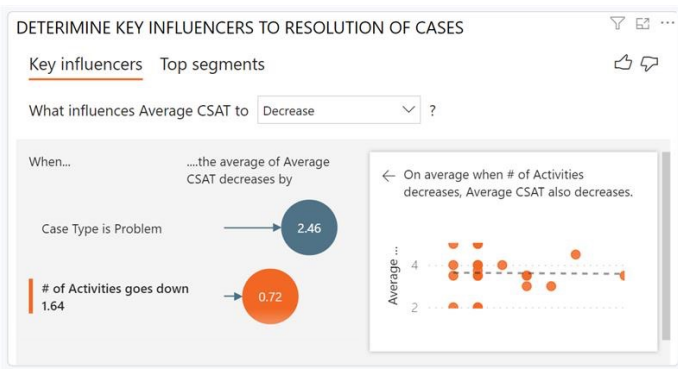 DETERIMINE KEY INFLUENCERS TO RESOLUTION OF CASES
Key influencers Top segments
What influences Average CSAT to Decrease ?
When...
....the average of Average
CSAT decreases by
Case Type is Problem
2.46
# of Activities goes down
1.64
0.72
On average when # of Activities
decreases, Average CSAT also decreases.
Average ...
4
2